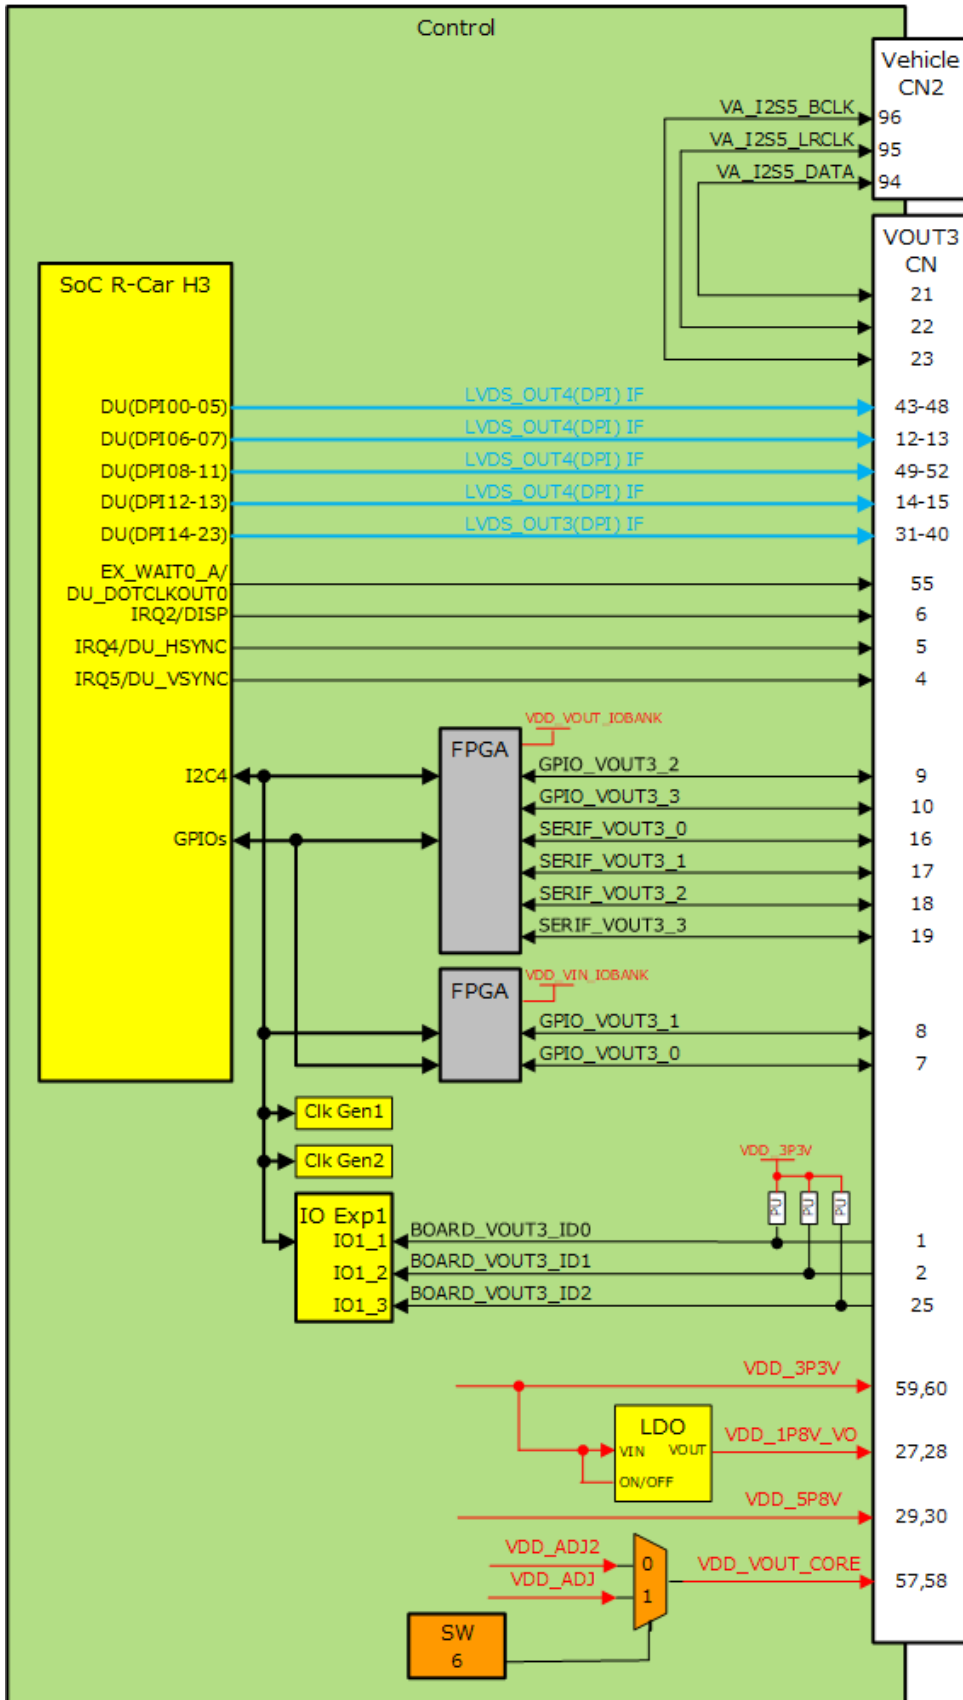 Control
Vehicle
CN2
VA_I2S5_BCLK
96
VA_I2S5_LRCLK
95
VA_I2S5_DATA
94
VOUT3
CN
SoC R-Car H3
21
22
23
DU(DPI00-05)
LVDS_OUT4(DPI) IF
43-48
DU(DPI06-07)
LVDS_OUT4(DPI) IF
12-13
DU(DPI08-11)
LVDS_OUT4(DPI) IF
49-52
DU(DPI12-13)
LVDS_OUT4(DPI) IF
14-15
DU(DPI14-23)
LVDS_OUT3(DPI) IF
31-40
EX_WAIT0_A/
DU_DOTCLKOUT0
55
IRQ2/DISP
6
IRQ4/DU_HSYNC
5
IRQ5/DU_VSYNC
4
VDD_VOUT_IOBANK
FPGA
I2C4
GPIO_VOUT3_2
9
GPIO_VOUT3_3
10
GPIOs
SERIF_VOUT3_0
16
SERIF_VOUT3_1
17
SERIF_VOUT3_2
18
SERIF_VOUT3_3
19
VDD_VIN_IOBANK
FPGA
GPIO_VOUT3_1
8
GPIO_VOUT3_0
7
Clk Gen1
Clk Gen2
VDD_3P3V
PU
PU
PU
IO Exp1
IO1_1
BOARD_VOUT3_ID0
1
IO1_2
BOARD_VOUT3_ID1
2
IO1_3
BOARD_VOUT3_ID2
25
VDD_3P3V
59,60
LDO
VIN
VOUT
ON/OFF
VDD_1P8V_VO
27,28
VDD_5P8V
29,30
VDD_ADJ2
0
VDD_VOUT_CORE
57,58
VDD_ADJ
1
SW
6